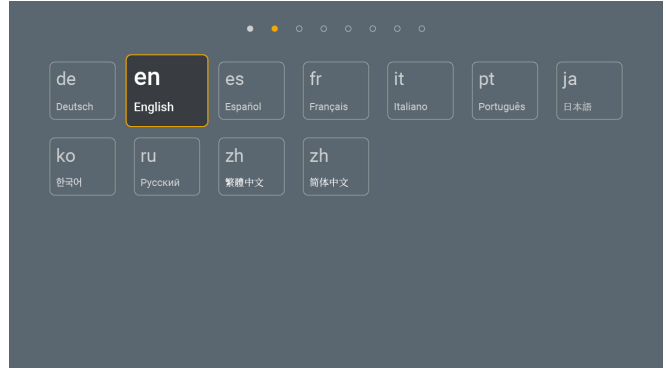 de
Deutsch
en
English
es
Español
fr
Français
it
Italiano
pt
Português
ja
日本語
ko
한국어
ru
Русский
zh
繁體中文
zh
简体中文